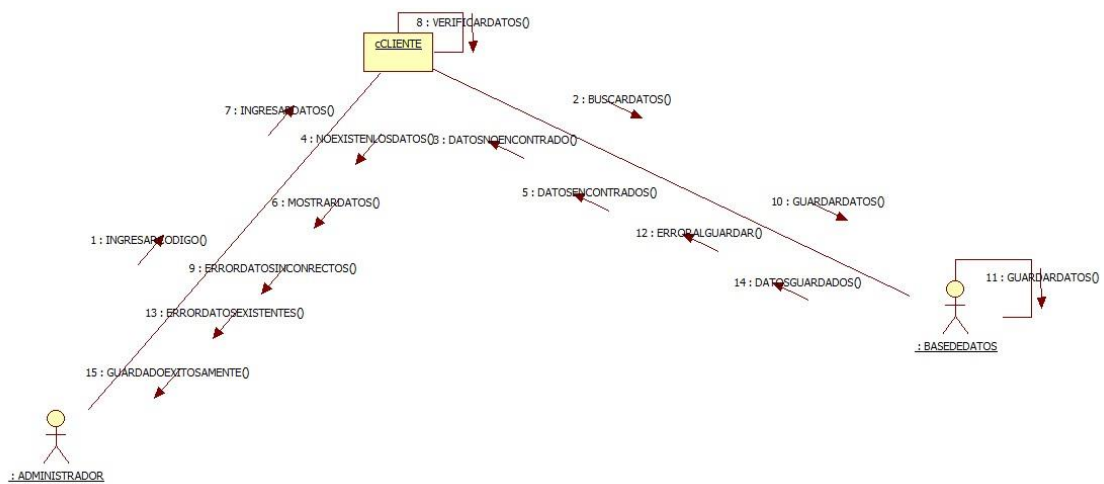 8 : VERIFICARDATOS()
cCLIENTE
2 : BUSCARDATOS()
7 : INGRESARDATOS()
4 : NOEXISTENLOSDATOS()
3 : DATOSNOENCONTRADO()
5 : DATOSENCONTRADOS()
6 : MOSTRARDATOS()
10 : GUARDARDATOS()
12 : ERRORALGUARDAR()
1 : INGRESARCODIGO()
9 : ERRORDATOSINCONRECTOS()
14 : DATOSGUARDADOS()
11 : GUARDARDATOS()
13 : ERRORDATOSEXISTENTES()
: BASEDEDATOS
15 : GUARDADOEXITOSAMENTE()
: ADMINISTRADOR